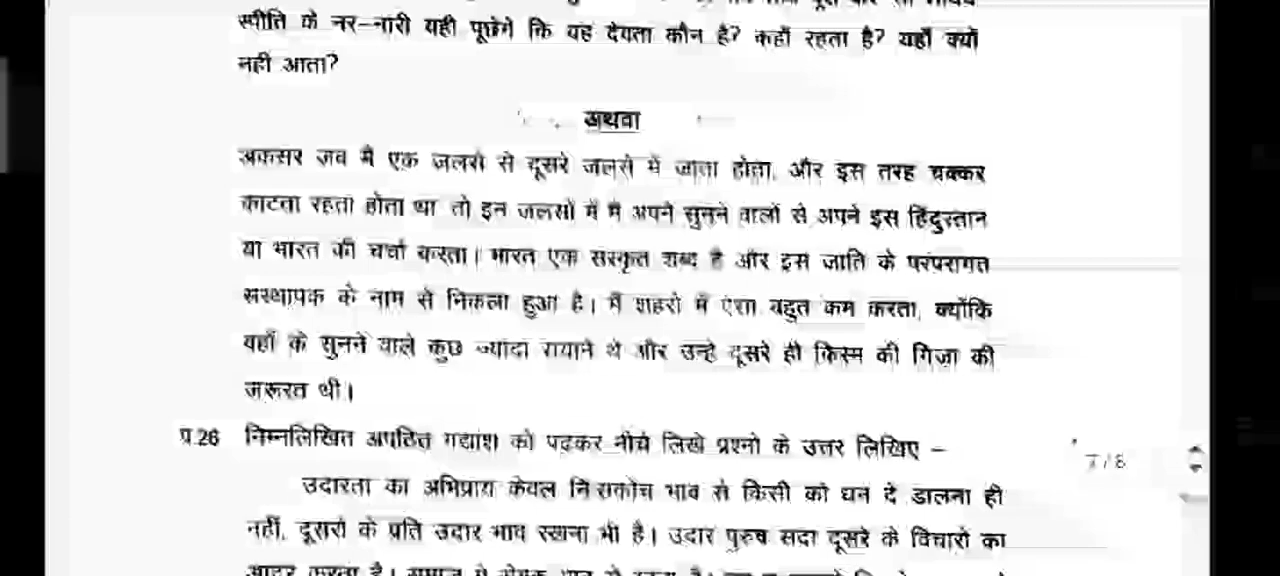 स्पीति के नर-नारी यही पूछेगे कि यह देवता कौन है? कहाँ रहता है? यहाँ क्यों
नही आता?
अथवा
अकसर जब मै एक जलसे से दूसरे जलसे में जाता होता, और इस तरह चक्कर
काटता रहता होता था तो इन जलसों में मै अपने सुनने वालों से अपने इस हिंदुस्तान
या भारत की चर्चा करता। भारत एक संस्कृत शब्द है और इस जाति के परंपरागत
संस्थापक के नाम से निकला हुआ है। मै शहरो में ऐसा बहुत कम करता, क्योंकि
वहाँ के सुनने वाले कुछ ज्यादा सयाने थे और उन्हे दूसरे ही किस्म की गिज़ा की
जरूरत थी।
प्र.26 निम्नलिखित अपठित गद्यांश को पढ़कर नीचे लिखे प्रश्नो के उत्तर लिखिए –
उदारता का अभिप्राय केवल निःसंकोच भाव से किसी को धन दे डालना ही
नहीं, दूसरों के प्रति उदार भाव रखना भी है। उदार पुरुष सदा दूसरे के विचारों का
आदर करता है।
7/8